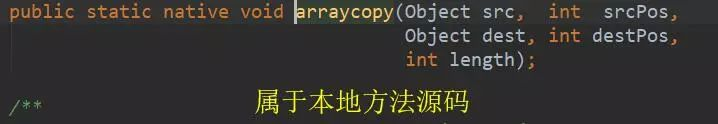 public static native void arraycopy(Object src,  int  srcPos,
Object dest, int destPos,
int length);
/** 属于本地方法源码